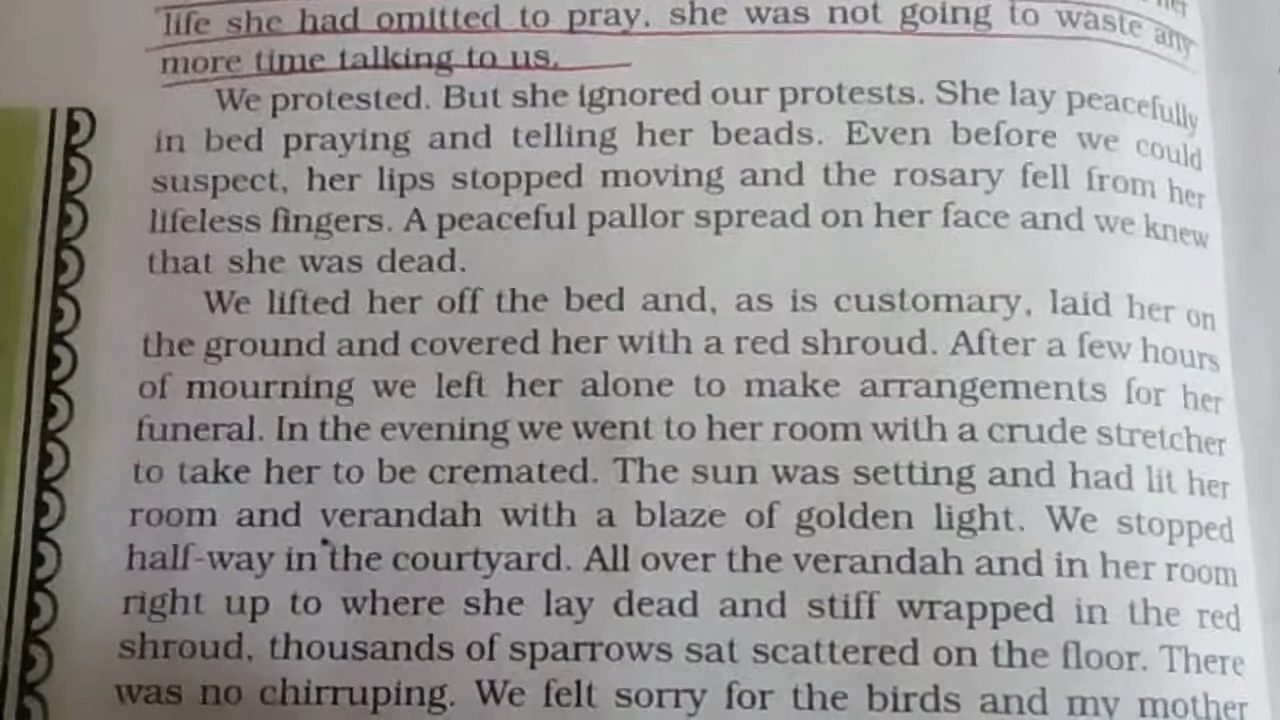 her
life she had omitted to pray, she was not going to waste any
more time talking to us.
We protested. But she ignored our protests. She lay peacefully
in bed praying and telling her beads. Even before we could
suspect, her lips stopped moving and the rosary fell from her
lifeless fingers. A peaceful pallor spread on her face and we knew
that she was dead.
We lifted her off the bed and, as is customary, laid her on
the ground and covered her with a red shroud. After a few hours
of mourning we left her alone to make arrangements for her
funeral. In the evening we went to her room with a crude stretcher
to take her to be cremated. The sun was setting and had lit her
room and verandah with a blaze of golden light. We stopped
half-way in the courtyard. All over the verandah and in her room
right up to where she lay dead and stiff wrapped in the red
shroud, thousands of sparrows sat scattered on the floor. There
was no chirruping. We felt sorry for the birds and my mother